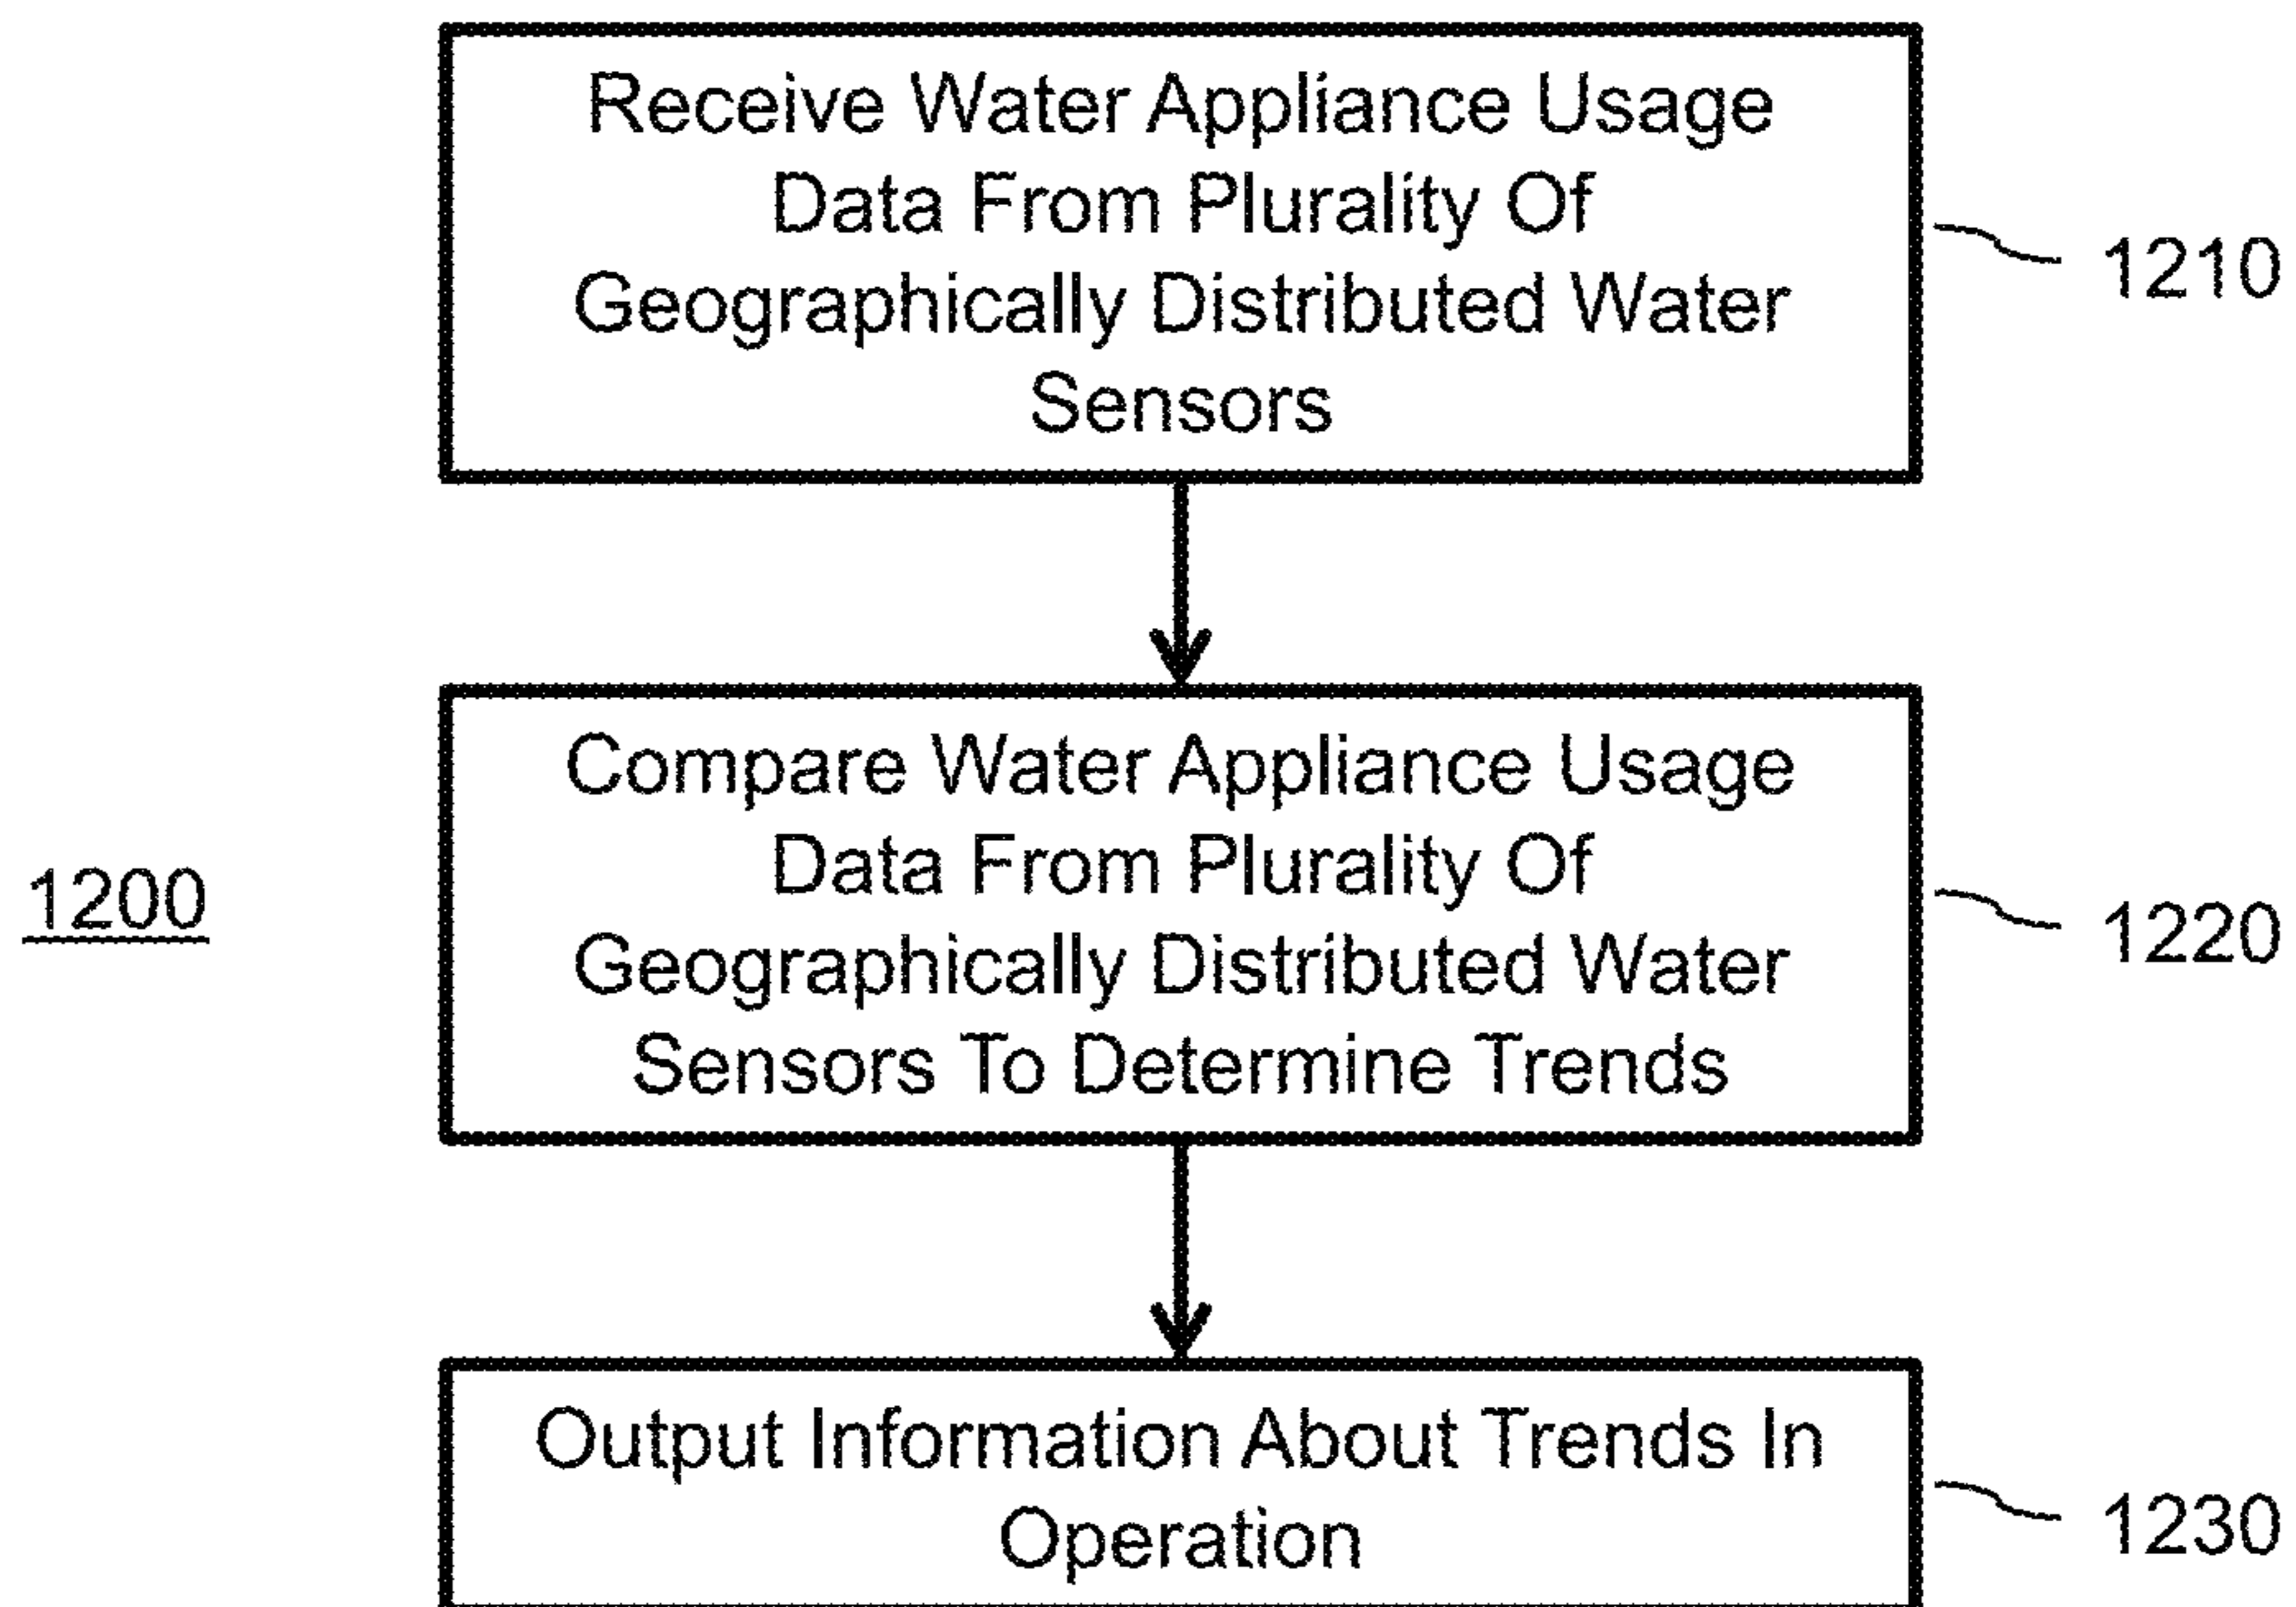 Receive Water Appliance Usage
Data From Plurality Of
Geographically Distributed Water
Sensors
1210
Compare Water Appliance Usage
Data From Plurality Of
Geographically Distributed Water
Sensors To Determine Trends
1220
1200
Output Information About Trends In
Operation
1230